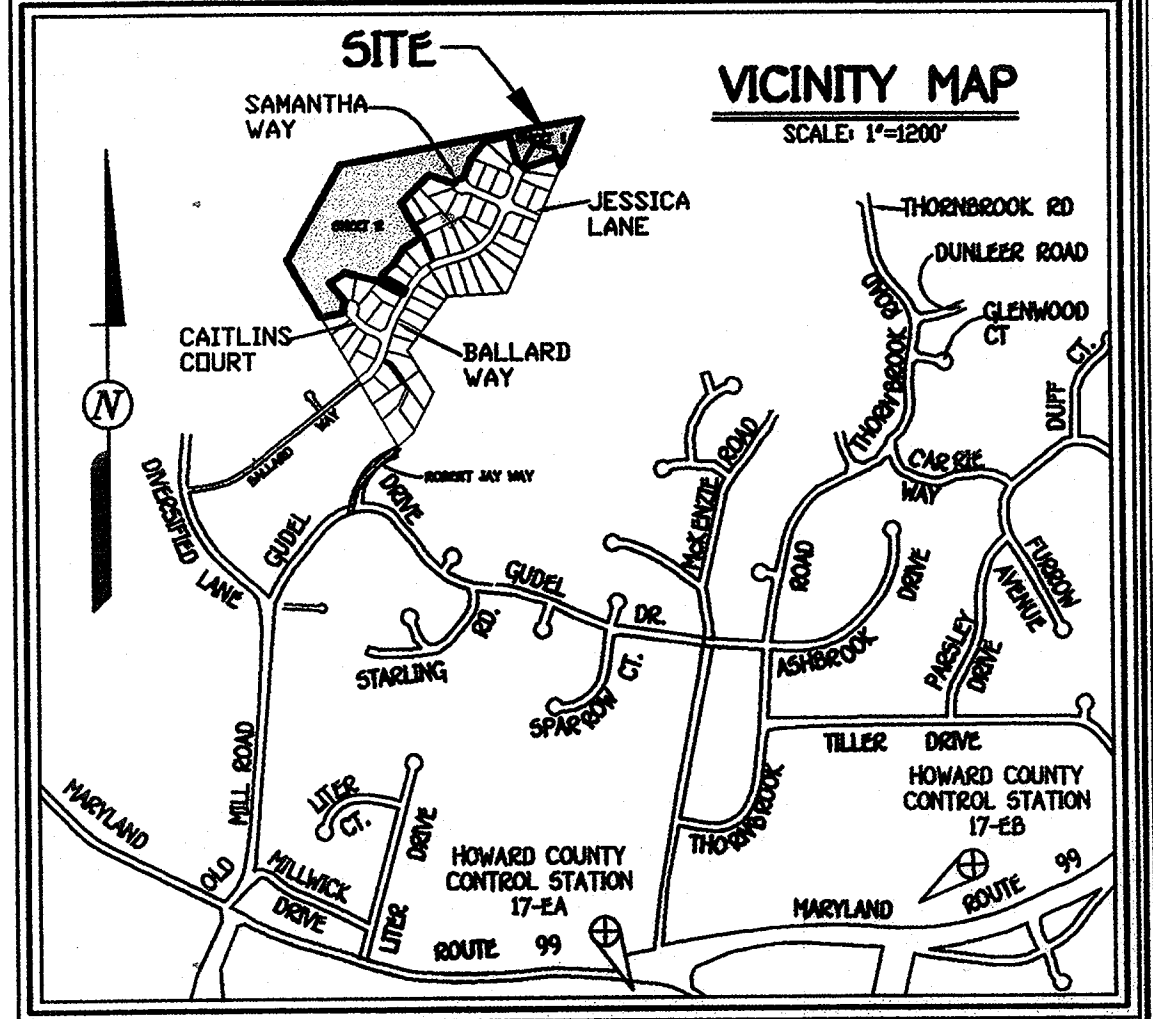 SITE
VICINITY MAP
SCALE: 1"=1200'
SAMANTHA
WAY
JESSICA
LANE
THORNBROOK RD
DUNLEER ROAD
GLENWOOD
CT
THORNBROOK ROAD
CAITLINS
COURT
BALLARD
WAY
N
BALLARD WAY
ROBERT JAY WAY
DUFF CT.
CARRIE
WAY
McKENZIE ROAD
DIVERSIFIED LANE
GUDEL DRIVE
GUDEL DR.
ROAD
ASHBROOK DRIVE
FURROW
AVENUE
PARSLEY
DRIVE
STARLING RD.
SPARROW CT.
TILLER DRIVE
HOWARD COUNTY
CONTROL STATION
17-EB
THORNBROOK
MARYLAND
OLD MILL ROAD
LITER
CT.
LITER DRIVE
MILLWICK
DRIVE
HOWARD COUNTY
CONTROL STATION
17-EA
ROUTE 99
MARYLAND ROUTE 99